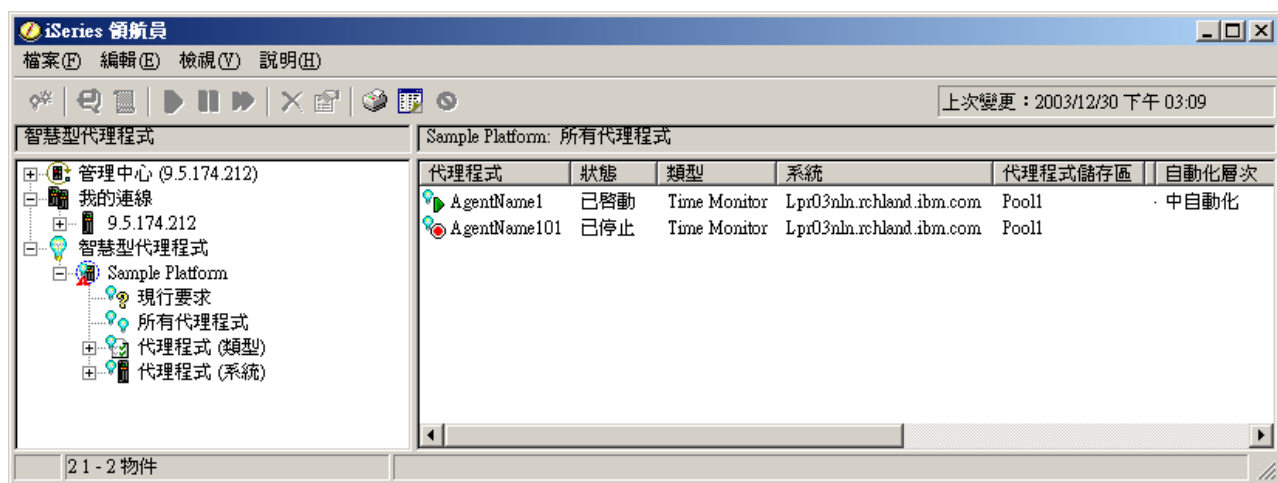 iSeries 領航員
檔案(F) 編輯(E) 檢視(V) 說明(H)
上次變更：2003/12/30 下午 03:09
智慧型代理程式
Sample Platform: 所有代理程式
管理中心 (9.5.174.212)
我的連線
9.5.174.212
智慧型代理程式
Sample Platform
現行要求
所有代理程式
代理程式 (類型)
代理程式 (系統)
代理程式 狀態 類型 系統 代理程式儲存區 自動化層次
AgentName1 已啓動 Time Monitor Lpr03nln.rchland.ibm.com Pool1 · 中自動化
AgentName101 已停止 Time Monitor Lpr03nln.rchland.ibm.com Pool1
2 1 - 2 物件